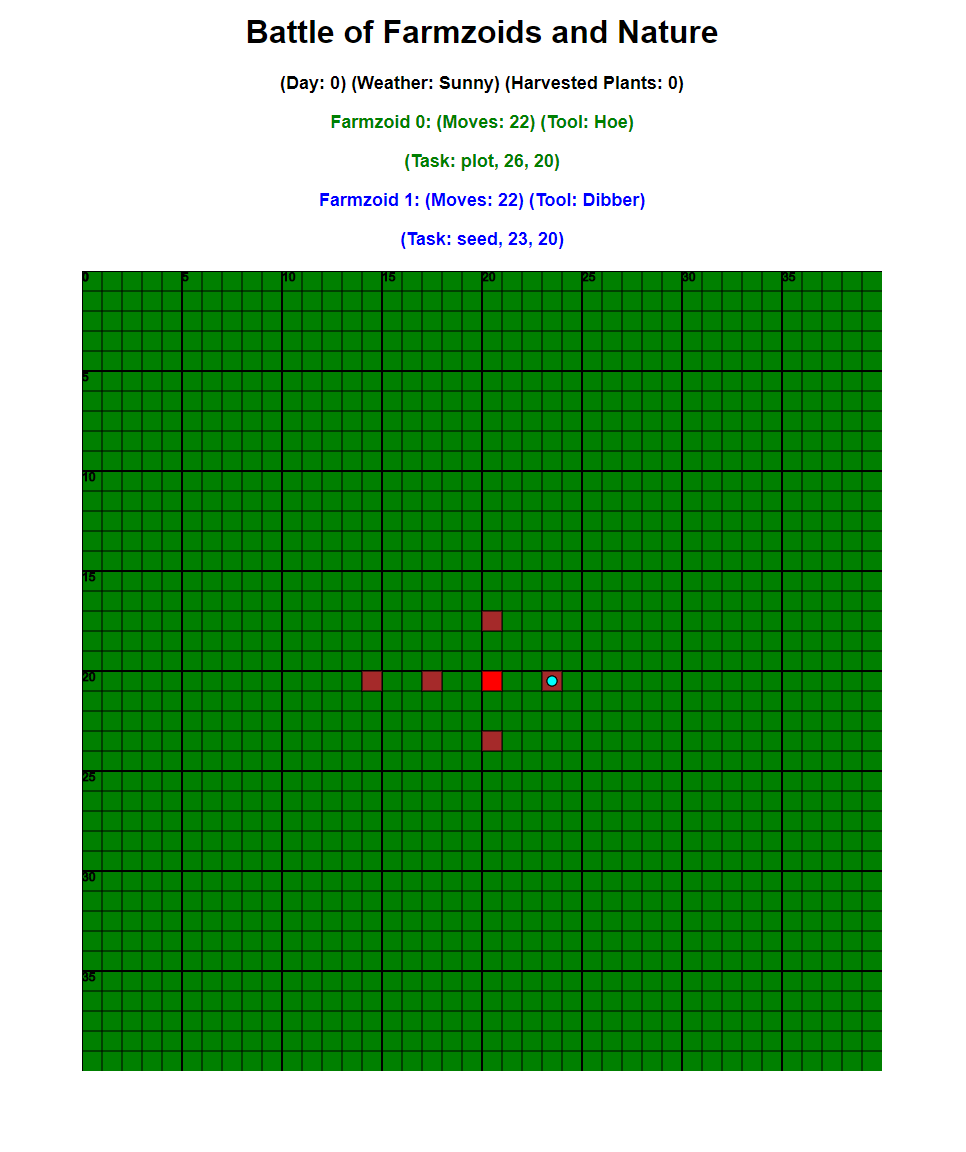 Battle of Farmzoids and Nature
(Day: 0) (Weather: Sunny) (Harvested Plants: 0)
Farmzoid 0: (Moves: 22) (Tool: Hoe)
(Task: plot, 26, 20)
Farmzoid 1: (Moves: 22) (Tool: Dibber)
(Task: seed, 23, 20)
0 5 10 15 20 25 30 35
5
10
15
20
25
30
35